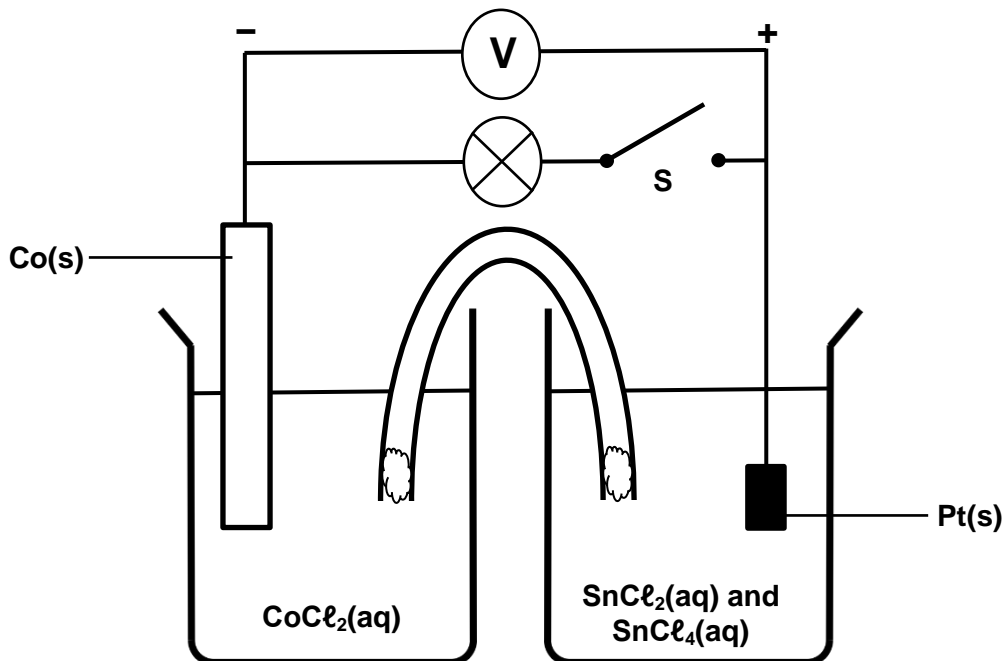 − +
V
S
Co(s)
Pt(s)
CoCℓ₂(aq)
SnCℓ₂(aq) and
SnCℓ₄(aq)